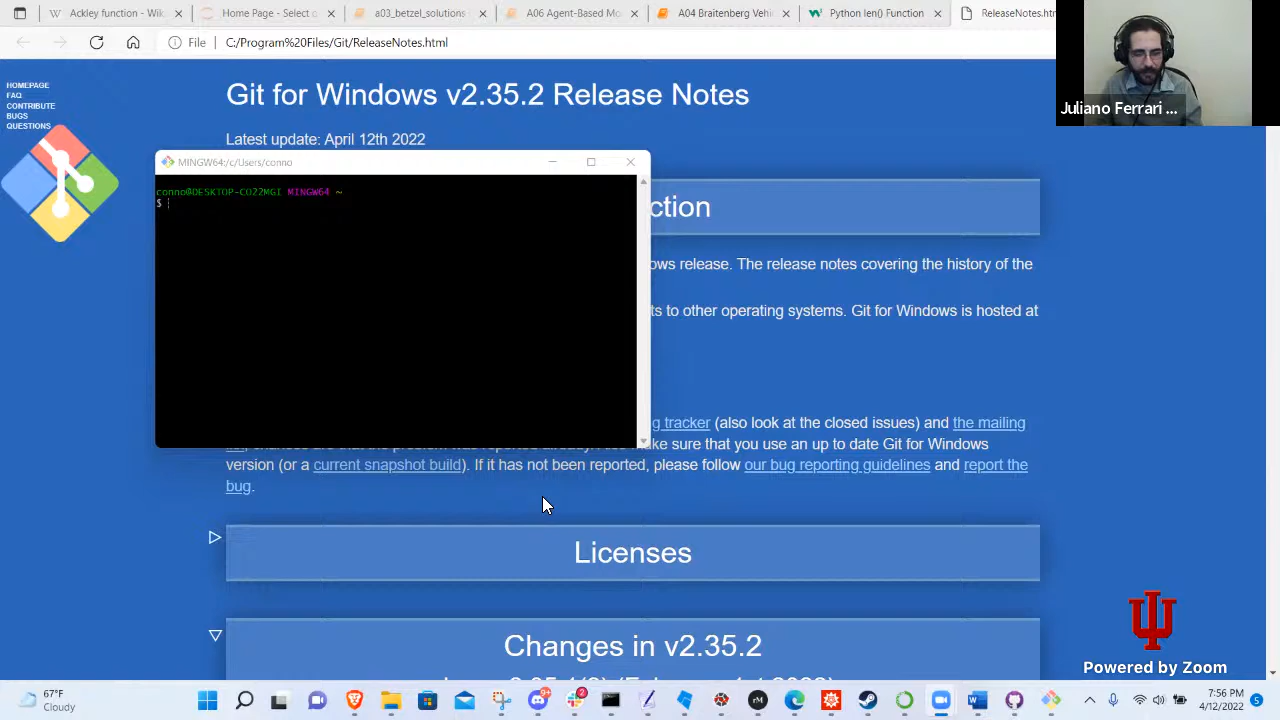 a03_betzel_solutions
A06 Agent-Based Mo
A04 Braitenberg Vehi
Python len() Function
ReleaseNotes.htm
File
C:/Program%20Files/Git/ReleaseNotes.html
Juliano Ferrari ...
HOMEPAGE
FAQ
CONTRIBUTE
BUGS
QUESTIONS
Git for Windows v2.35.2 Release Notes
Latest update: April 12th 2022
MINGW64:/c/Users/conno
conno@DESKTOP-CO22MGI MINGW64 ~
$
ction
ows release. The release notes covering the history of the
ts to other operating systems. Git for Windows is hosted at
g tracker (also look at the closed issues) and the mailing
ke sure that you use an up to date Git for Windows
version (or a current snapshot build). If it has not been reported, please follow our bug reporting guidelines and report the
bug.
Licenses
Changes in v2.35.2
Powered by Zoom
67°F
Cloudy
2
7:56 PM
4/12/2022
5